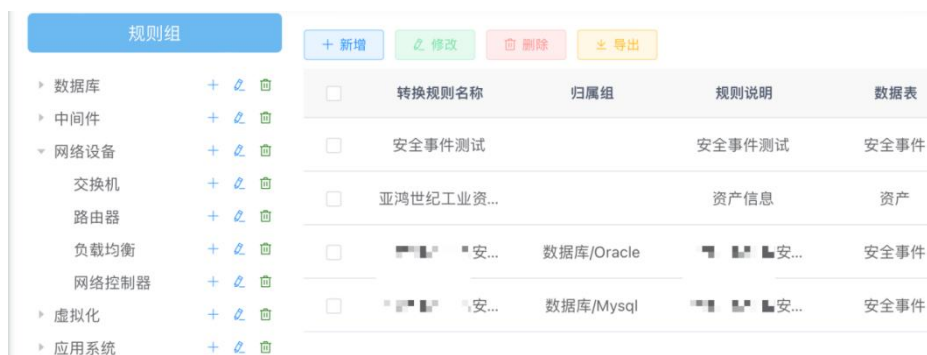 规则组
数据库
中间件
网络设备
交换机
路由器
负载均衡
网络控制器
虚拟化
应用系统
新增 修改 删除 导出
转换规则名称 归属组 规则说明 数据表
安全事件测试 安全事件测试 安全事件
亚鸿世纪工业资... 资产信息 资产
安... 数据库/Oracle 安... 安全事件
安... 数据库/Mysql 安... 安全事件